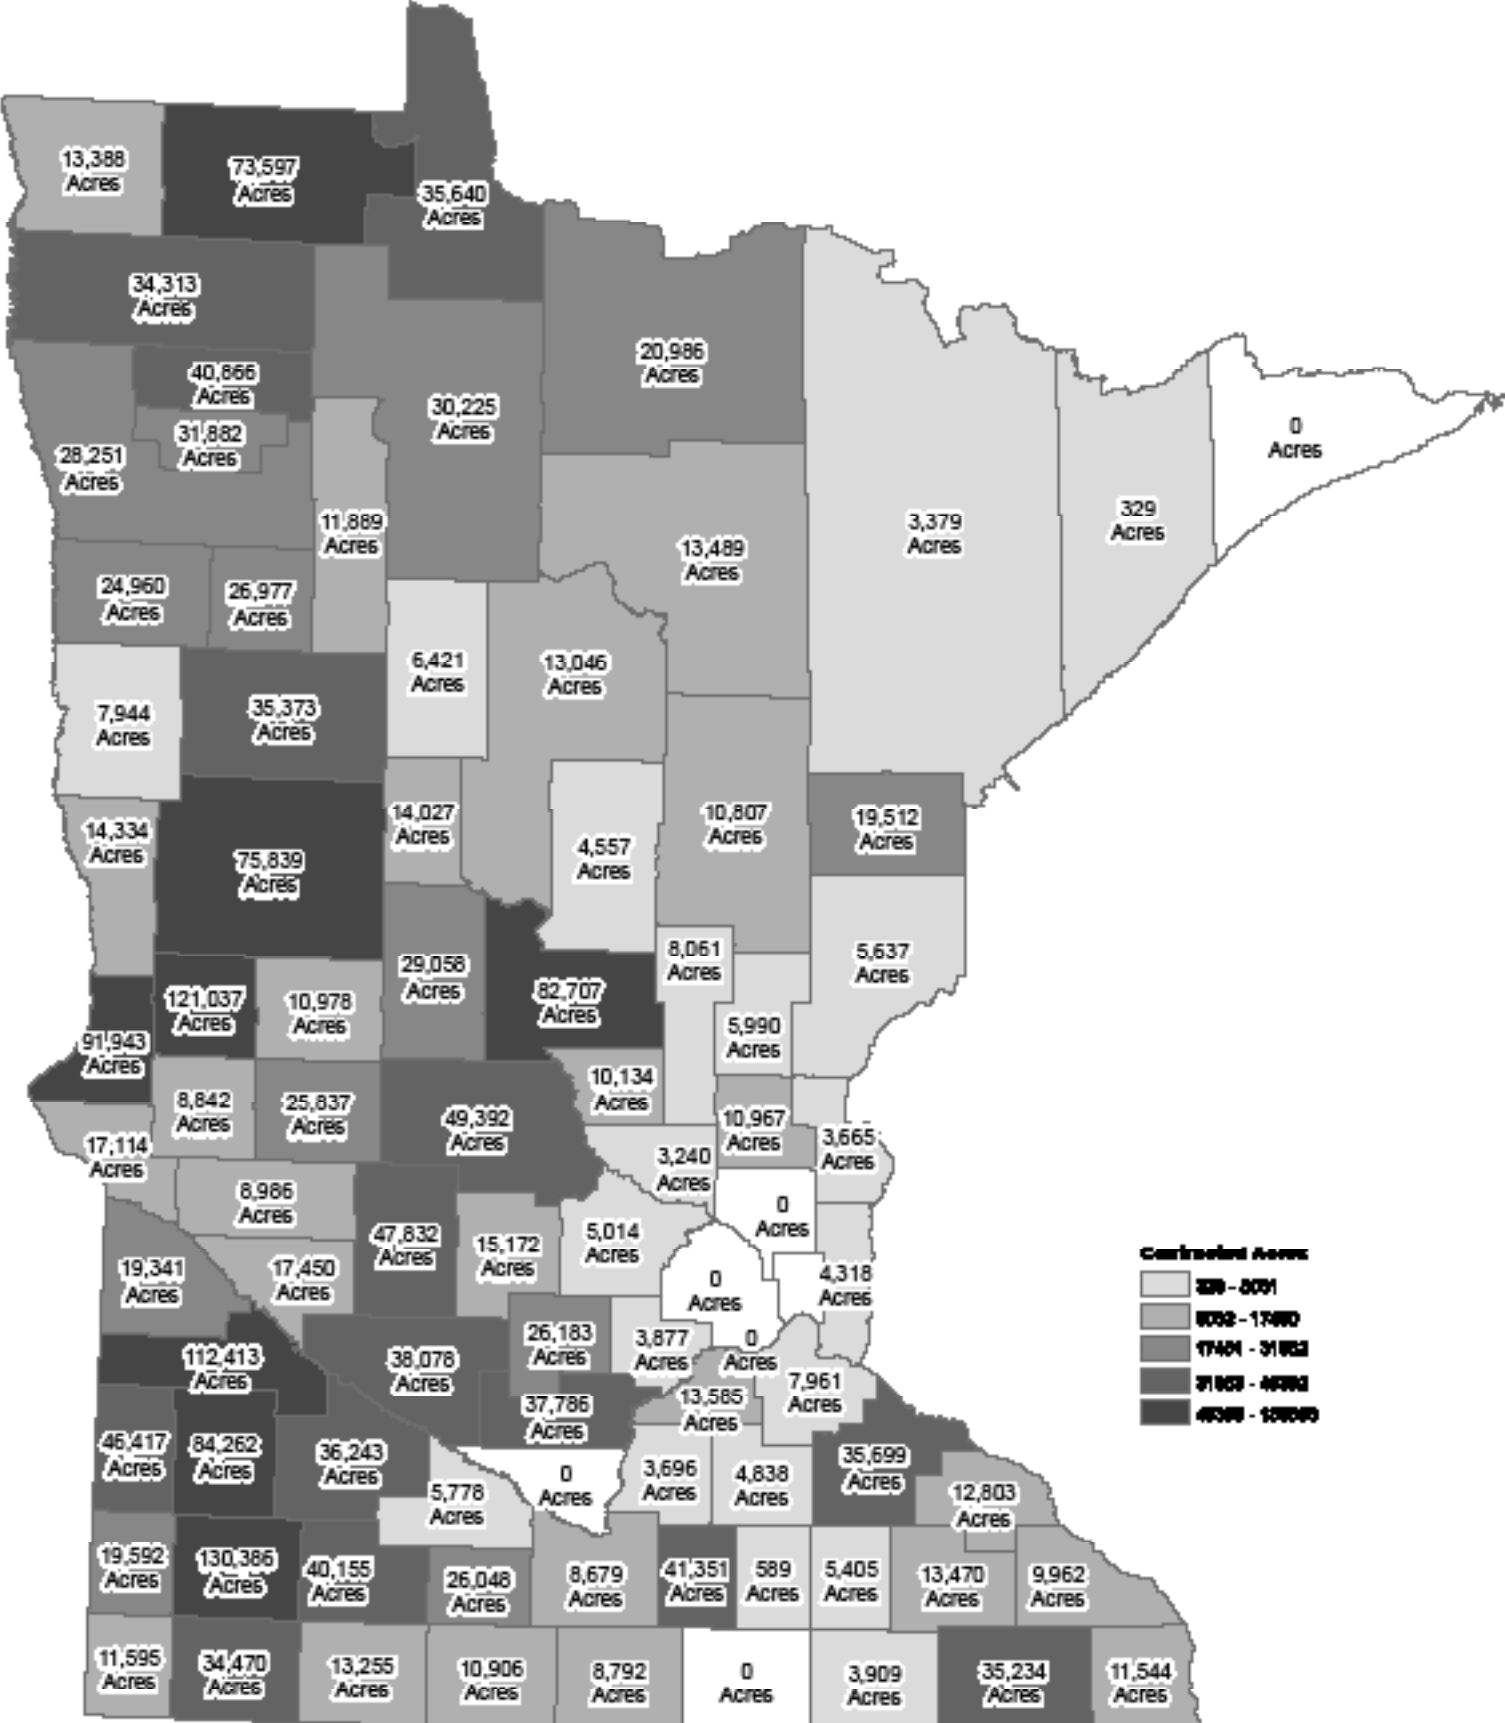 13,388
Acres
73,597
Acres
35,640
Acres
34,313
Acres
20,986
Acres
40,866
Acres
30,225
Acres
31,882
Acres
28,251
Acres
0
Acres
11,889
Acres
3,379
Acres
329
Acres
13,489
Acres
24,960
Acres
26,977
Acres
6,421
Acres
13,046
Acres
7,944
Acres
35,373
Acres
14,334
Acres
75,839
Acres
14,027
Acres
4,557
Acres
10,807
Acres
19,512
Acres
29,058
Acres
8,061
Acres
5,637
Acres
121,037
Acres
10,978
Acres
82,707
Acres
91,943
Acres
5,990
Acres
8,842
Acres
25,837
Acres
49,392
Acres
10,134
Acres
10,967
Acres
17,114
Acres
3,240
Acres
3,665
Acres
8,986
Acres
0
Acres
47,832
Acres
15,172
Acres
5,014
Acres
19,341
Acres
17,450
Acres
0
Acres
4,318
Acres
Contracted Acres
26,183
Acres
3,877
Acres
0
Acres
112,413
Acres
38,078
Acres
7,961
Acres
37,786
Acres
13,585
Acres
46,417
Acres
84,262
Acres
36,243
Acres
35,699
Acres
5,778
Acres
0
Acres
3,696
Acres
4,838
Acres
12,803
Acres
19,592
Acres
130,386
Acres
40,155
Acres
26,048
Acres
8,679
Acres
41,351
Acres
589
Acres
5,405
Acres
13,470
Acres
9,962
Acres
11,595
Acres
34,470
Acres
13,255
Acres
10,906
Acres
8,792
Acres
0
Acres
3,909
Acres
35,234
Acres
11,544
Acres